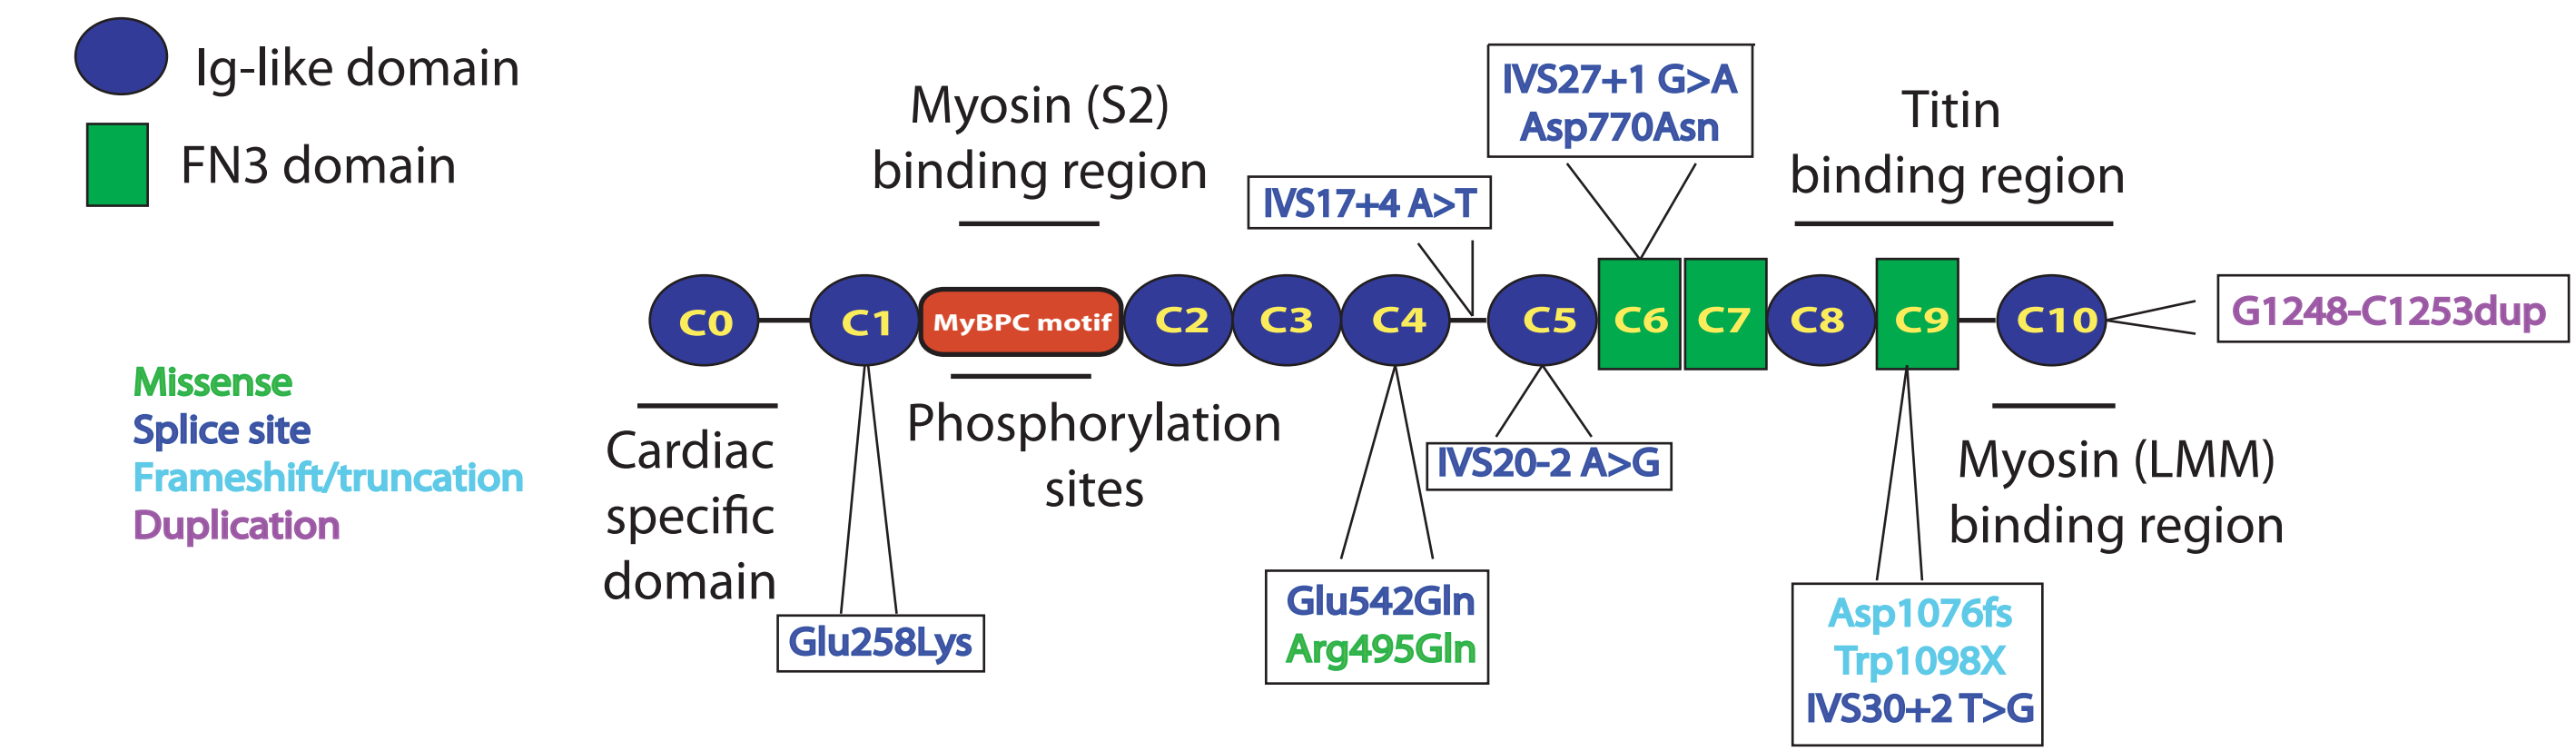 Ig-like domain
FN3 domain
Missense
Splice site
Frameshift/truncation
Duplication
Myosin (S2)
binding region
IVS17+4 A>T
IVS27+1 G>A
Asp770Asn
Titin
binding region
C0
C1
MyBPC motif
C2
C3
C4
C5
C6
C7
C8
C9
C10
G1248-C1253dup
Cardiac
specific
domain
Phosphorylation
sites
Glu258Lys
Glu542Gln
Arg495Gln
IVS20-2 A>G
Asp1076fs
Trp1098X
IVS30+2 T>G
Myosin (LMM)
binding region